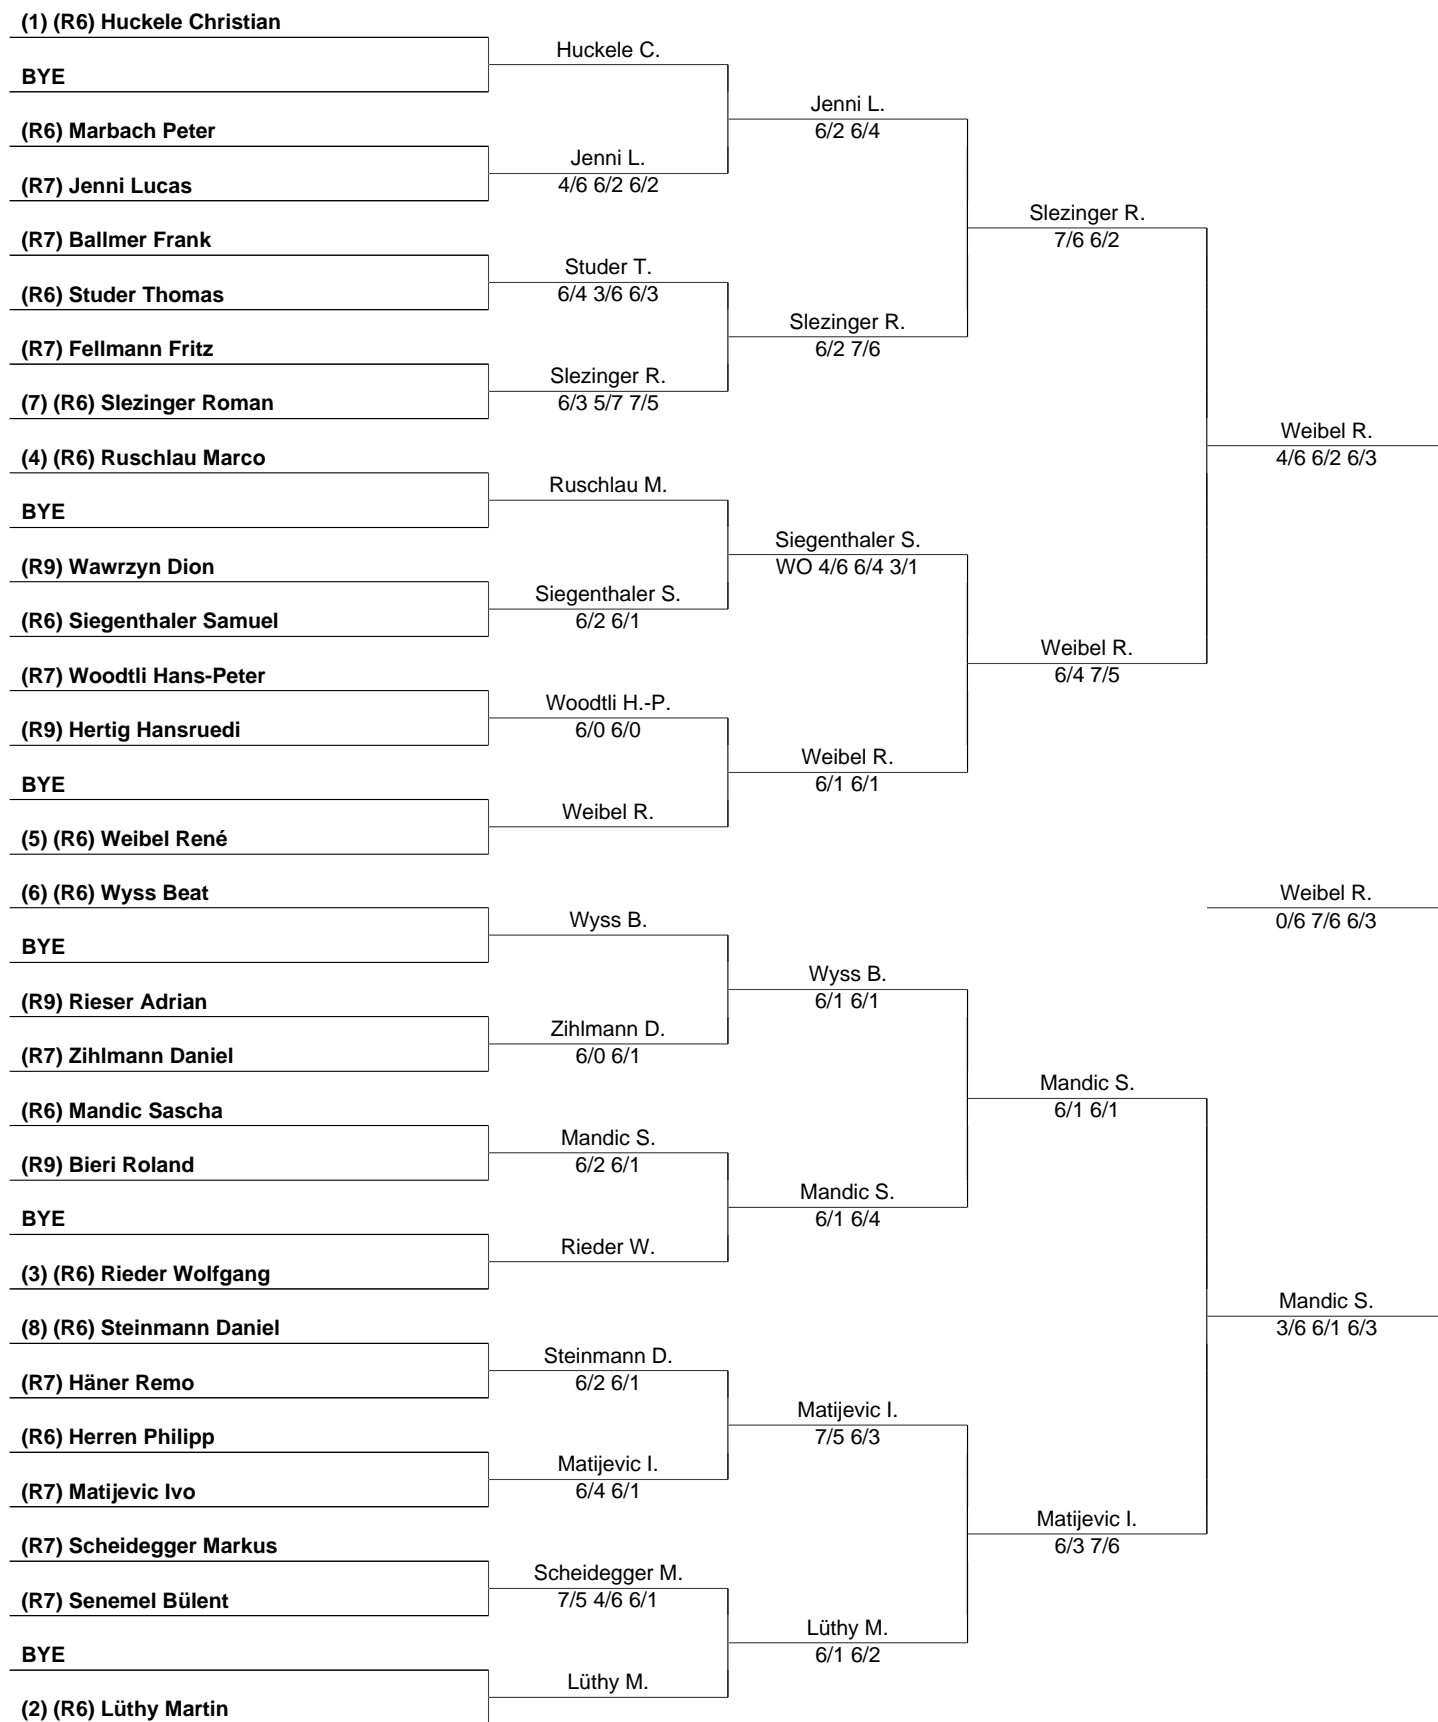 (1) (R6) Huckele Christian
Huckele C.
BYE
Jenni L.
6/2 6/4
(R6) Marbach Peter
Jenni L.
4/6 6/2 6/2
(R7) Jenni Lucas
Slezinger R.
7/6 6/2
(R7) Ballmer Frank
Studer T.
6/4 3/6 6/3
(R6) Studer Thomas
Slezinger R.
6/2 7/6
(R7) Fellmann Fritz
Slezinger R.
6/3 5/7 7/5
(7) (R6) Slezinger Roman
Weibel R.
4/6 6/2 6/3
(4) (R6) Ruschlau Marco
Ruschlau M.
BYE
Siegenthaler S.
WO 4/6 6/4 3/1
(R9) Wawrzyn Dion
Siegenthaler S.
6/2 6/1
(R6) Siegenthaler Samuel
Weibel R.
6/4 7/5
(R7) Woodtli Hans-Peter
Woodtli H.-P.
6/0 6/0
(R9) Hertig Hansruedi
Weibel R.
6/1 6/1
BYE
Weibel R.
(5) (R6) Weibel René
(6) (R6) Wyss Beat
Weibel R.
0/6 7/6 6/3
Wyss B.
BYE
Wyss B.
6/1 6/1
(R9) Rieser Adrian
Zihlmann D.
6/0 6/1
(R7) Zihlmann Daniel
Mandic S.
6/1 6/1
(R6) Mandic Sascha
Mandic S.
6/2 6/1
(R9) Bieri Roland
Mandic S.
6/1 6/4
BYE
Rieder W.
(3) (R6) Rieder Wolfgang
Mandic S.
3/6 6/1 6/3
(8) (R6) Steinmann Daniel
Steinmann D.
6/2 6/1
(R7) Häner Remo
Matijevic I.
7/5 6/3
(R6) Herren Philipp
Matijevic I.
6/4 6/1
(R7) Matijevic Ivo
Matijevic I.
6/3 7/6
(R7) Scheidegger Markus
Scheidegger M.
7/5 4/6 6/1
(R7) Senemel Bülent
Lüthy M.
6/1 6/2
BYE
Lüthy M.
(2) (R6) Lüthy Martin